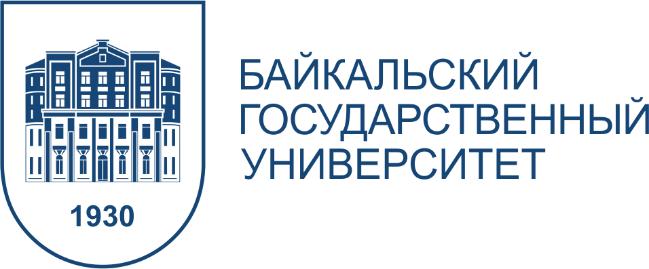 БАЙКАЛЬСКИЙ
ГОСУДАРСТВЕННЫЙ
УНИВЕРСИТЕТ
1930